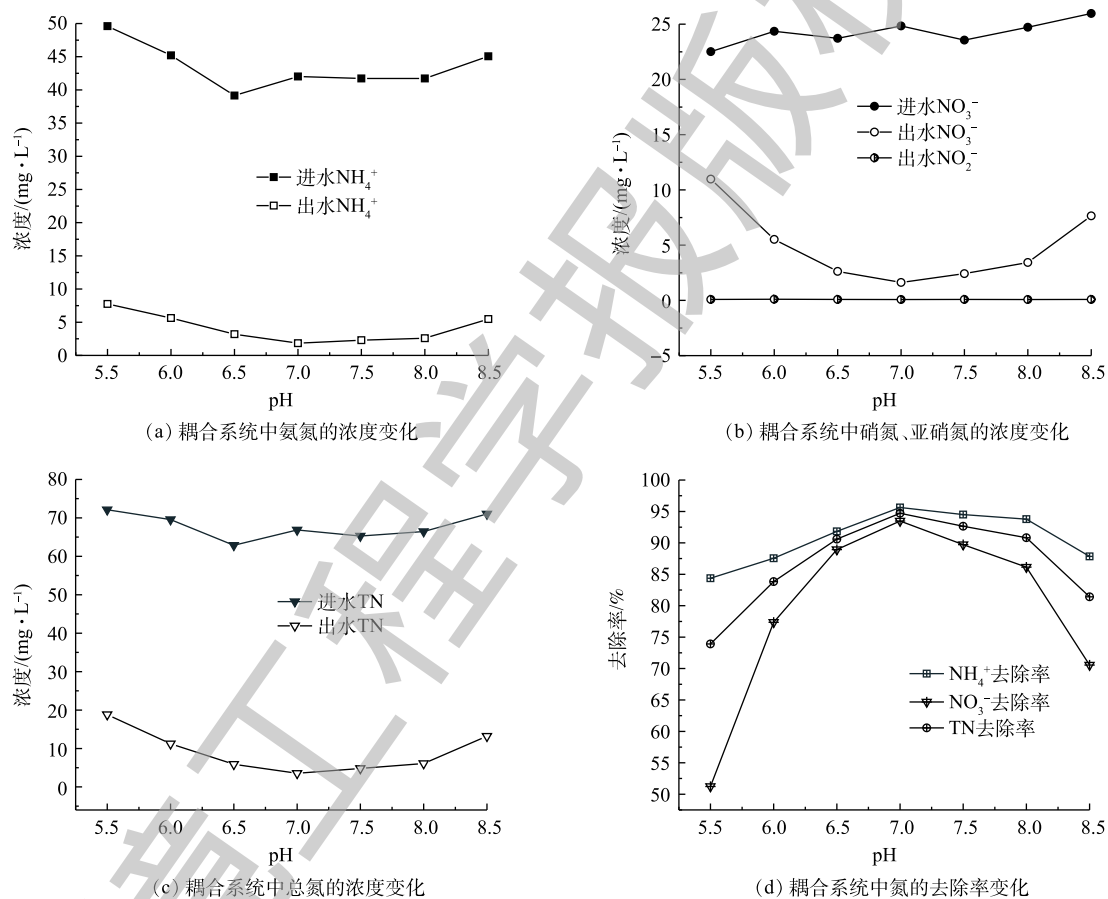 50
45
40
35
30
25
20
15
10
5
0
浓度/(mg·L⁻¹)
进水NH₄⁺
出水NH₄⁺
5.5 6.0 6.5 7.0 7.5 8.0 8.5
pH
(a) 耦合系统中氨氮的浓度变化
25
20
15
10
5
0
−5
浓度/(mg·L⁻¹)
进水NO₃⁻
出水NO₃⁻
出水NO₂⁻
5.5 6.0 6.5 7.0 7.5 8.0 8.5
pH
(b) 耦合系统中硝氮、亚硝氮的浓度变化
80
70
60
50
40
30
20
10
0
浓度/(mg·L⁻¹)
进水TN
出水TN
5.5 6.0 6.5 7.0 7.5 8.0 8.5
pH
(c) 耦合系统中总氮的浓度变化
100
95
90
85
80
75
70
65
60
55
50
去除率/%
NH₄⁺去除率
NO₃⁻去除率
TN去除率
5.5 6.0 6.5 7.0 7.5 8.0 8.5
pH
(d) 耦合系统中氮的去除率变化
工程学报版